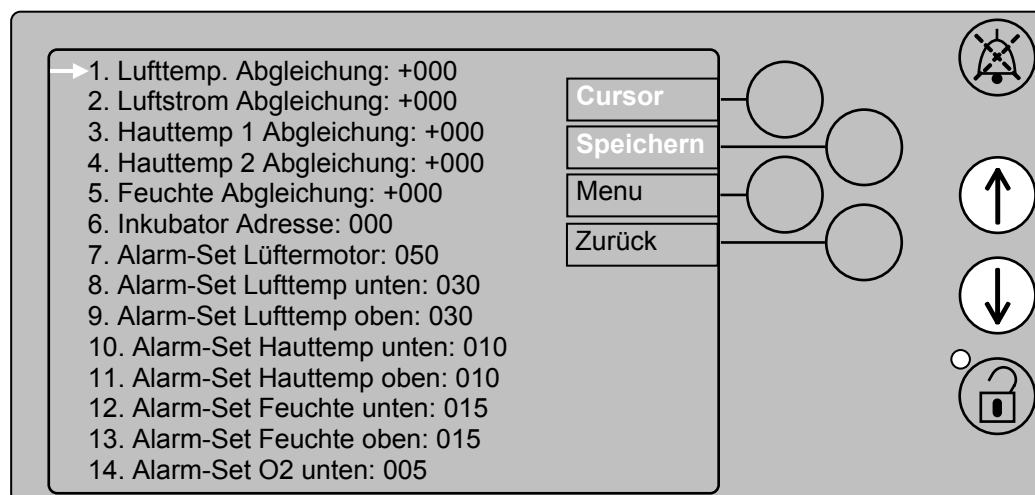 1. Lufttemp. Abgleichung: +000
2. Luftstrom Abgleichung: +000
3. Hauttemp 1 Abgleichung: +000
4. Hauttemp 2 Abgleichung: +000
5. Feuchte Abgleichung: +000
6. Inkubator Adresse: 000
7. Alarm-Set Lüftermotor: 050
8. Alarm-Set Lufttemp unten: 030
9. Alarm-Set Lufttemp oben: 030
10. Alarm-Set Hauttemp unten: 010
11. Alarm-Set Hauttemp oben: 010
12. Alarm-Set Feuchte unten: 015
13. Alarm-Set Feuchte oben: 015
14. Alarm-Set O2 unten: 005
Cursor
Speichern
Menu
Zurück